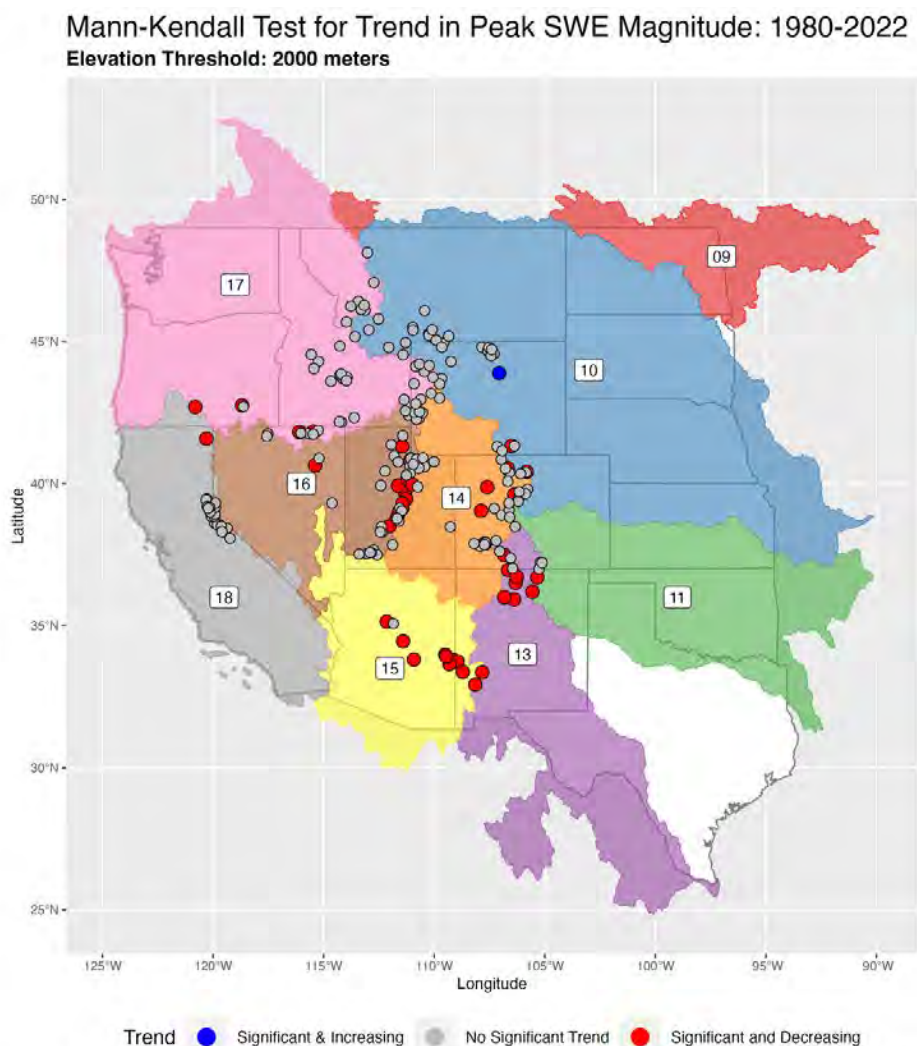 Mann-Kendall Test for Trend in Peak SWE Magnitude: 1980-2022
Elevation Threshold: 2000 meters
50°N
09
17
45°N
10
40°N
16
14
Latitude
18
11
35°N
15
13
30°N
25°N
125°W 120°W 115°W 110°W 105°W 100°W 95°W 90°W
Longitude
Trend Significant & Increasing No Significant Trend Significant and Decreasing